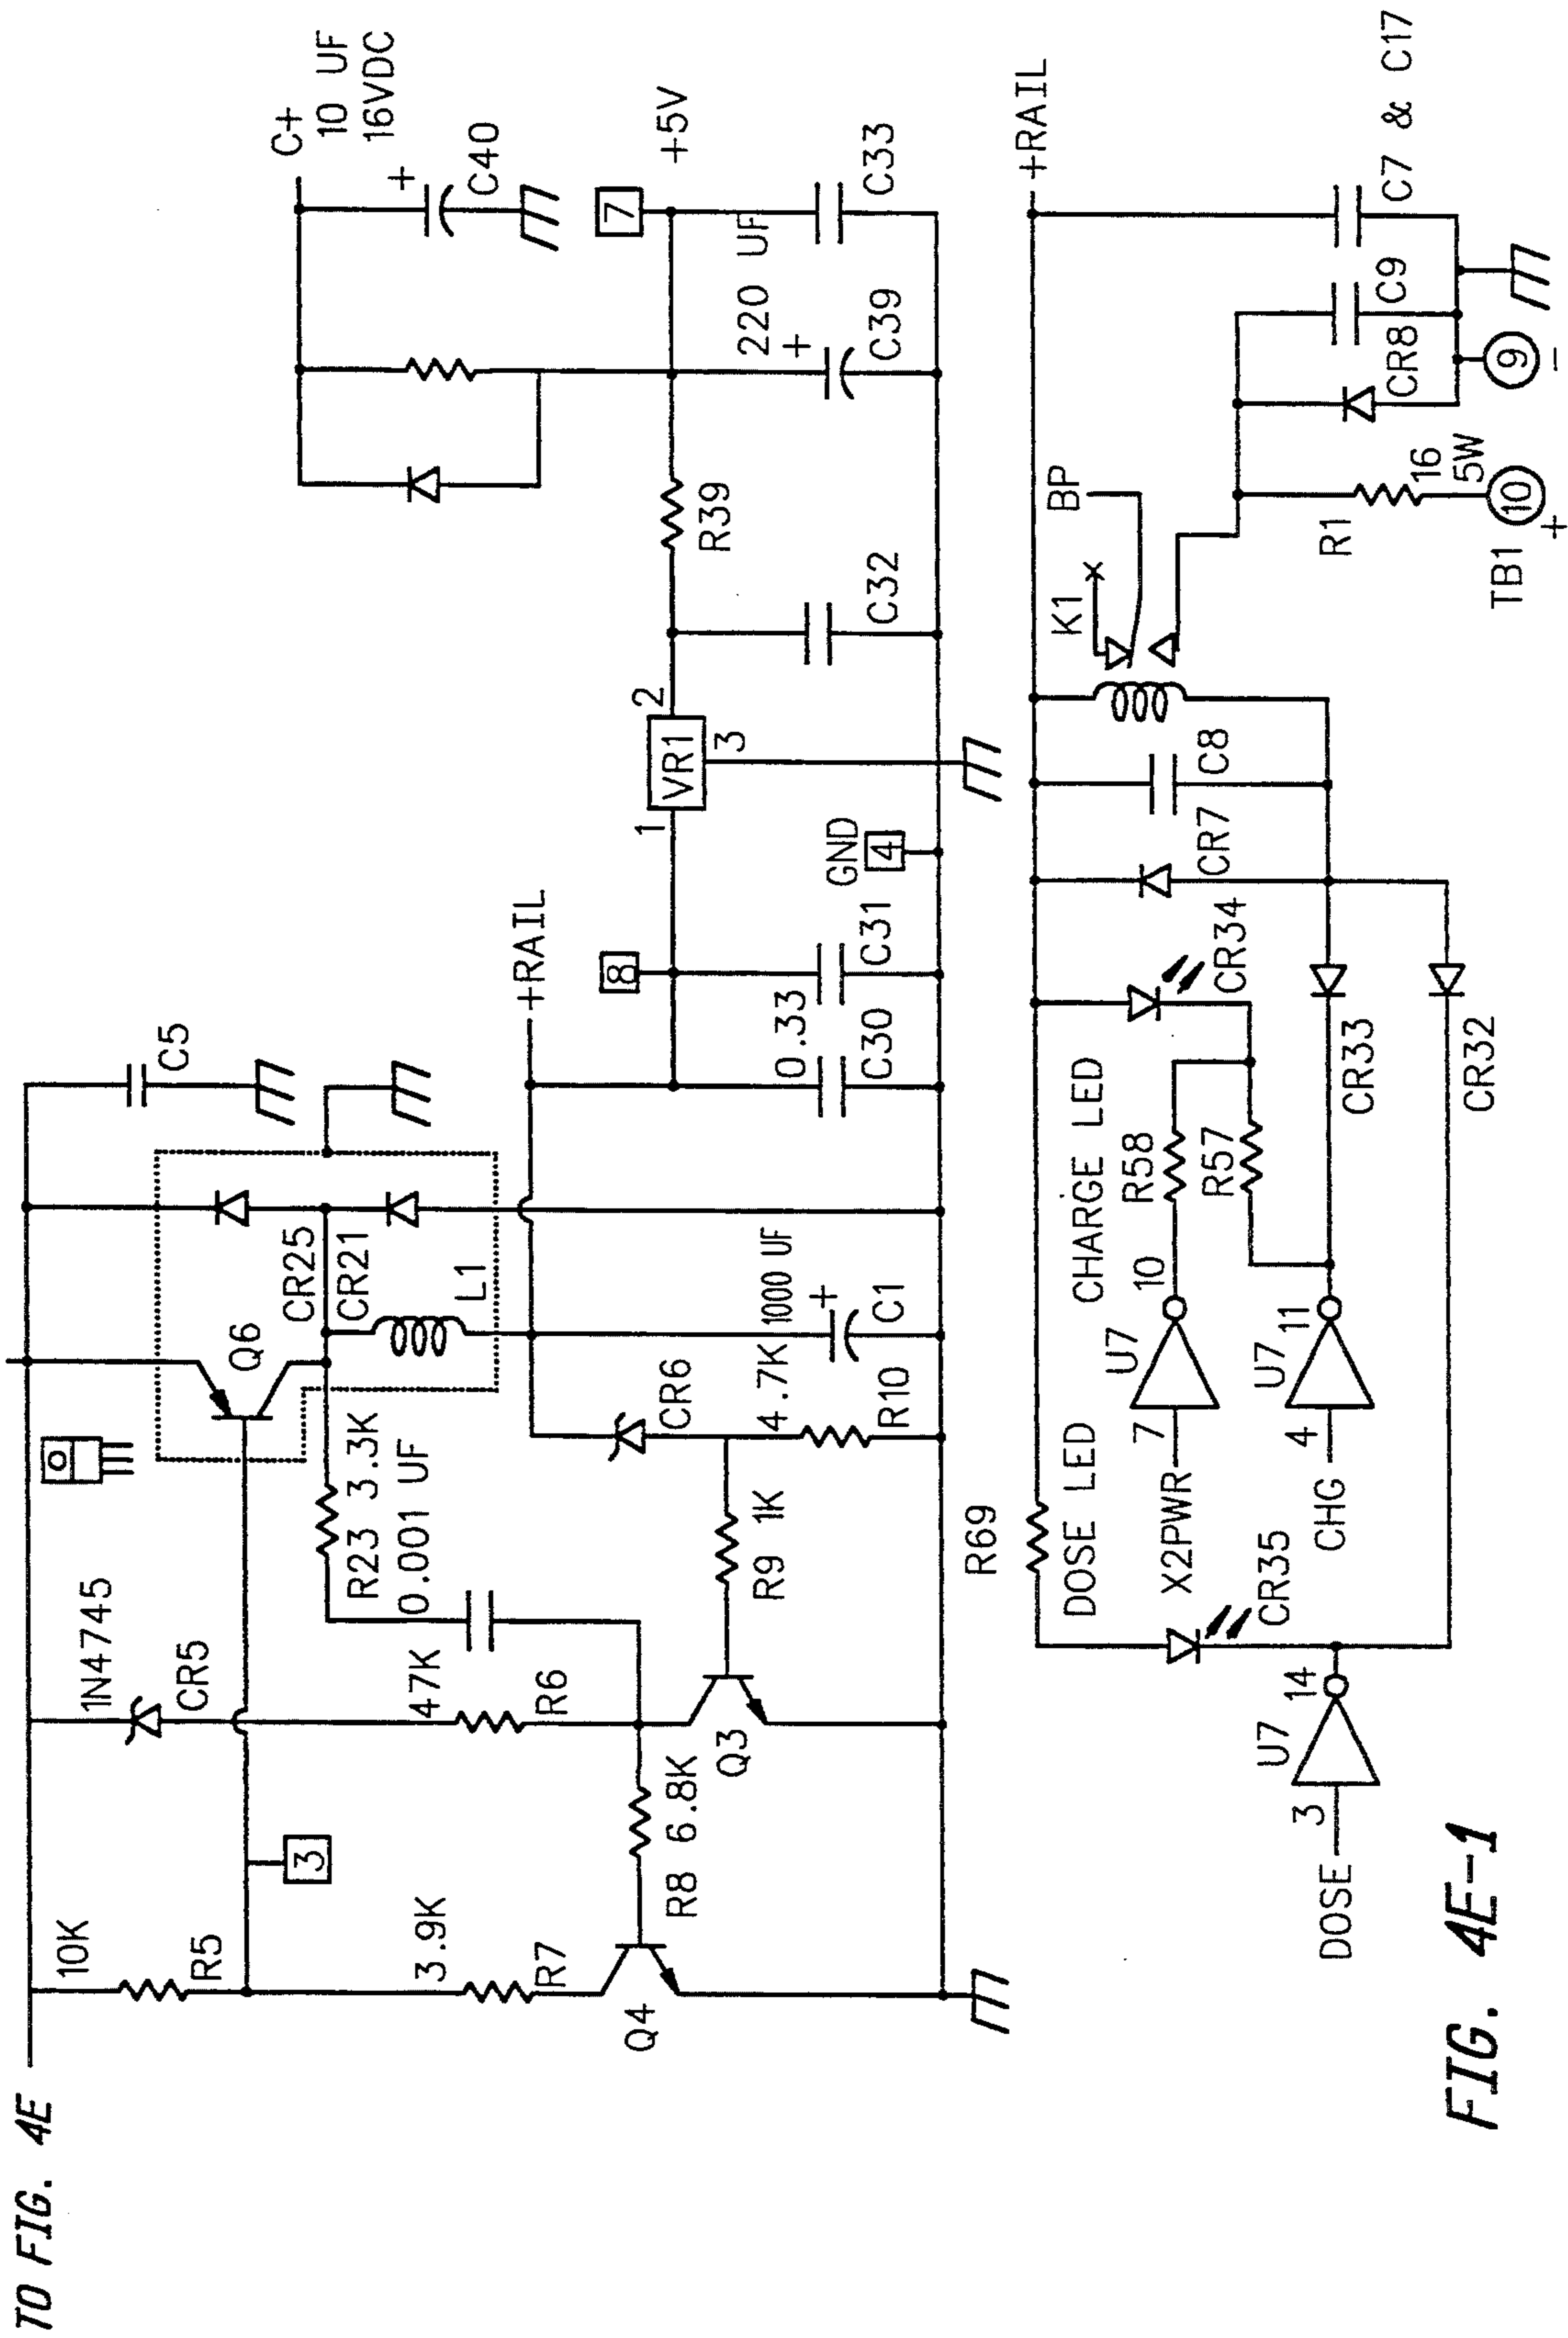 TO FIG. 4E
10K
R5
3
3.9K
R7
Q4
R8 6.8K
1N4745
CR5
47K
R6
Q3
R23 3.3K
0.001 UF
R9 1K
Q6
CR25
CR21
L1
CR6
4.7K
R10
1000 UF
+
C1
C5
+RAIL
8
0.33
C30
C31
GND
4
1
VR1
2
3
C32
R39
C+
10 UF
16VDC
+
C40
7
+5V
220 UF
+
C39
C33
R69
DOSE LED
CR35
DOSE
3
U7
14
X2PWR
7
U7
10
CHG
4
U7
11
CHARGE LED
R58
R57
CR34
CR33
CR32
CR7
C8
K1
BP
+RAIL
R1
16
5W
TB1
10
+
CR8
9
-
C9
C7 & C17
FIG. 4E-1